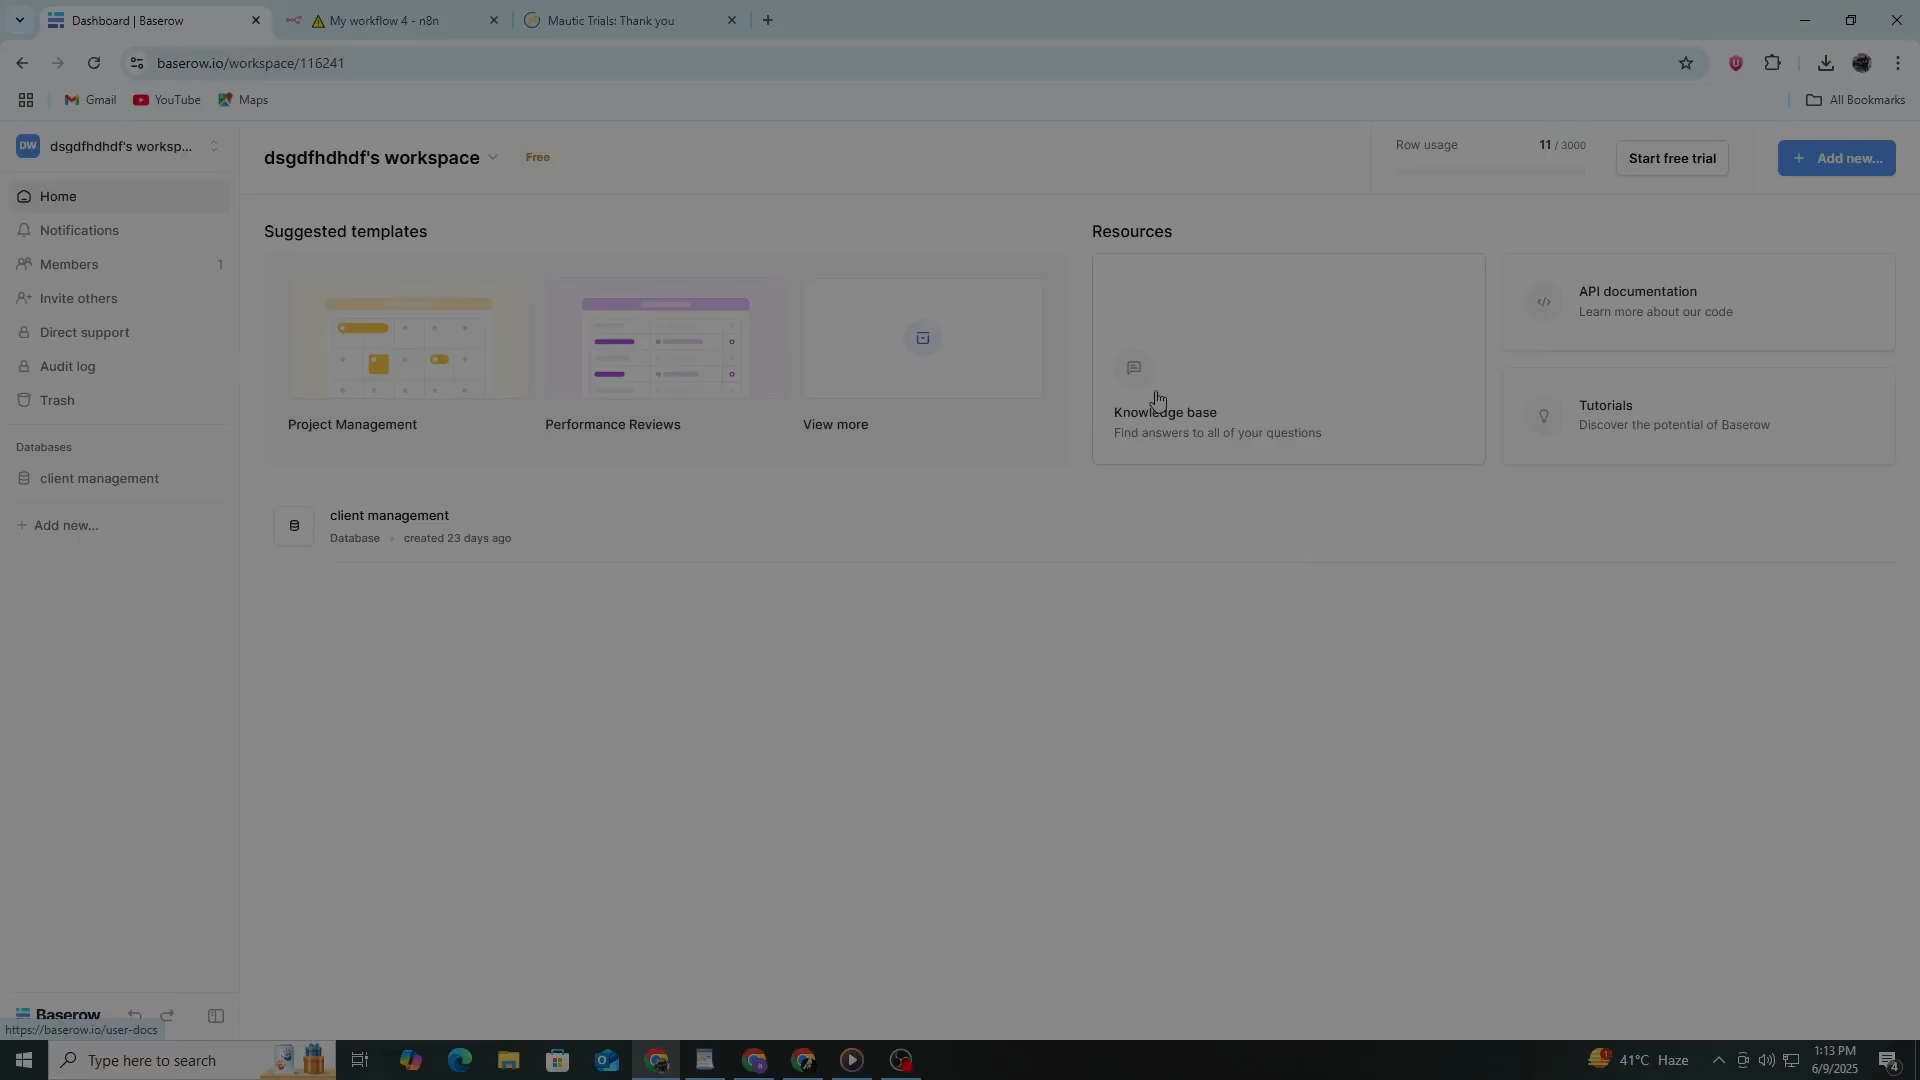 Dashboard | Baserow
My workflow 4 - n8n
Mautic Trials: Thank you
baserow.io/workspace/116241
Gmail
YouTube
Maps
All Bookmarks
DW
dsgdfhdhdf's worksp...
dsgdfhdhdf's workspace
Free
Row usage
11 / 3000
Start free trial
+ Add new...
Home
Notifications
Members
1
Invite others
Direct support
Audit log
Trash
Databases
client management
+ Add new...
Suggested templates
Project Management
Performance Reviews
View more
Resources
Knowledge base
Find answers to all of your questions
API documentation
Learn more about our code
Tutorials
Discover the potential of Baserow
client management
Database
created 23 days ago
Baserow
https://baserow.io/user-docs
Type here to search
1
41°C Haze
1:13 PM
6/9/2025
4